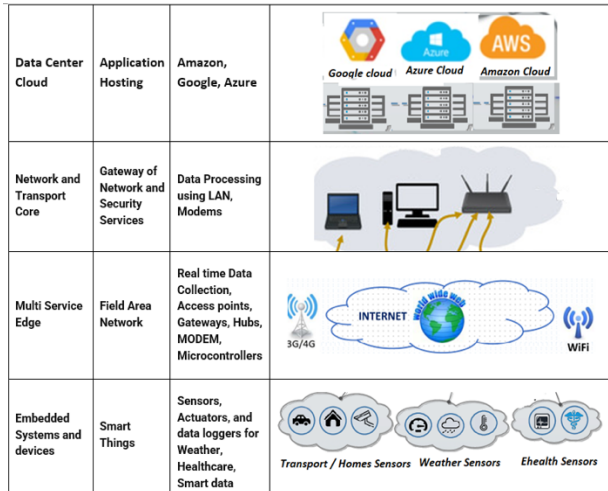 Data Center
Cloud
Application
Hosting
Amazon,
Google, Azure
Google cloud
Azure
Azure Cloud
AWS
Amazon Cloud
Network and
Transport
Core
Gateway of
Network and
Security
Services
Data Processing
using LAN,
Modems
Multi Service
Edge
Field Area
Network
Real time Data
Collection,
Access points,
Gateways, Hubs,
MODEM,
Microcontrollers
3G/4G
INTERNET
world wide web
WiFi
Embedded
Systems and
devices
Smart
Things
Sensors,
Actuators, and
data loggers for
Weather,
Healthcare,
Smart data
Transport / Homes Sensors
Weather Sensors
Ehealth Sensors